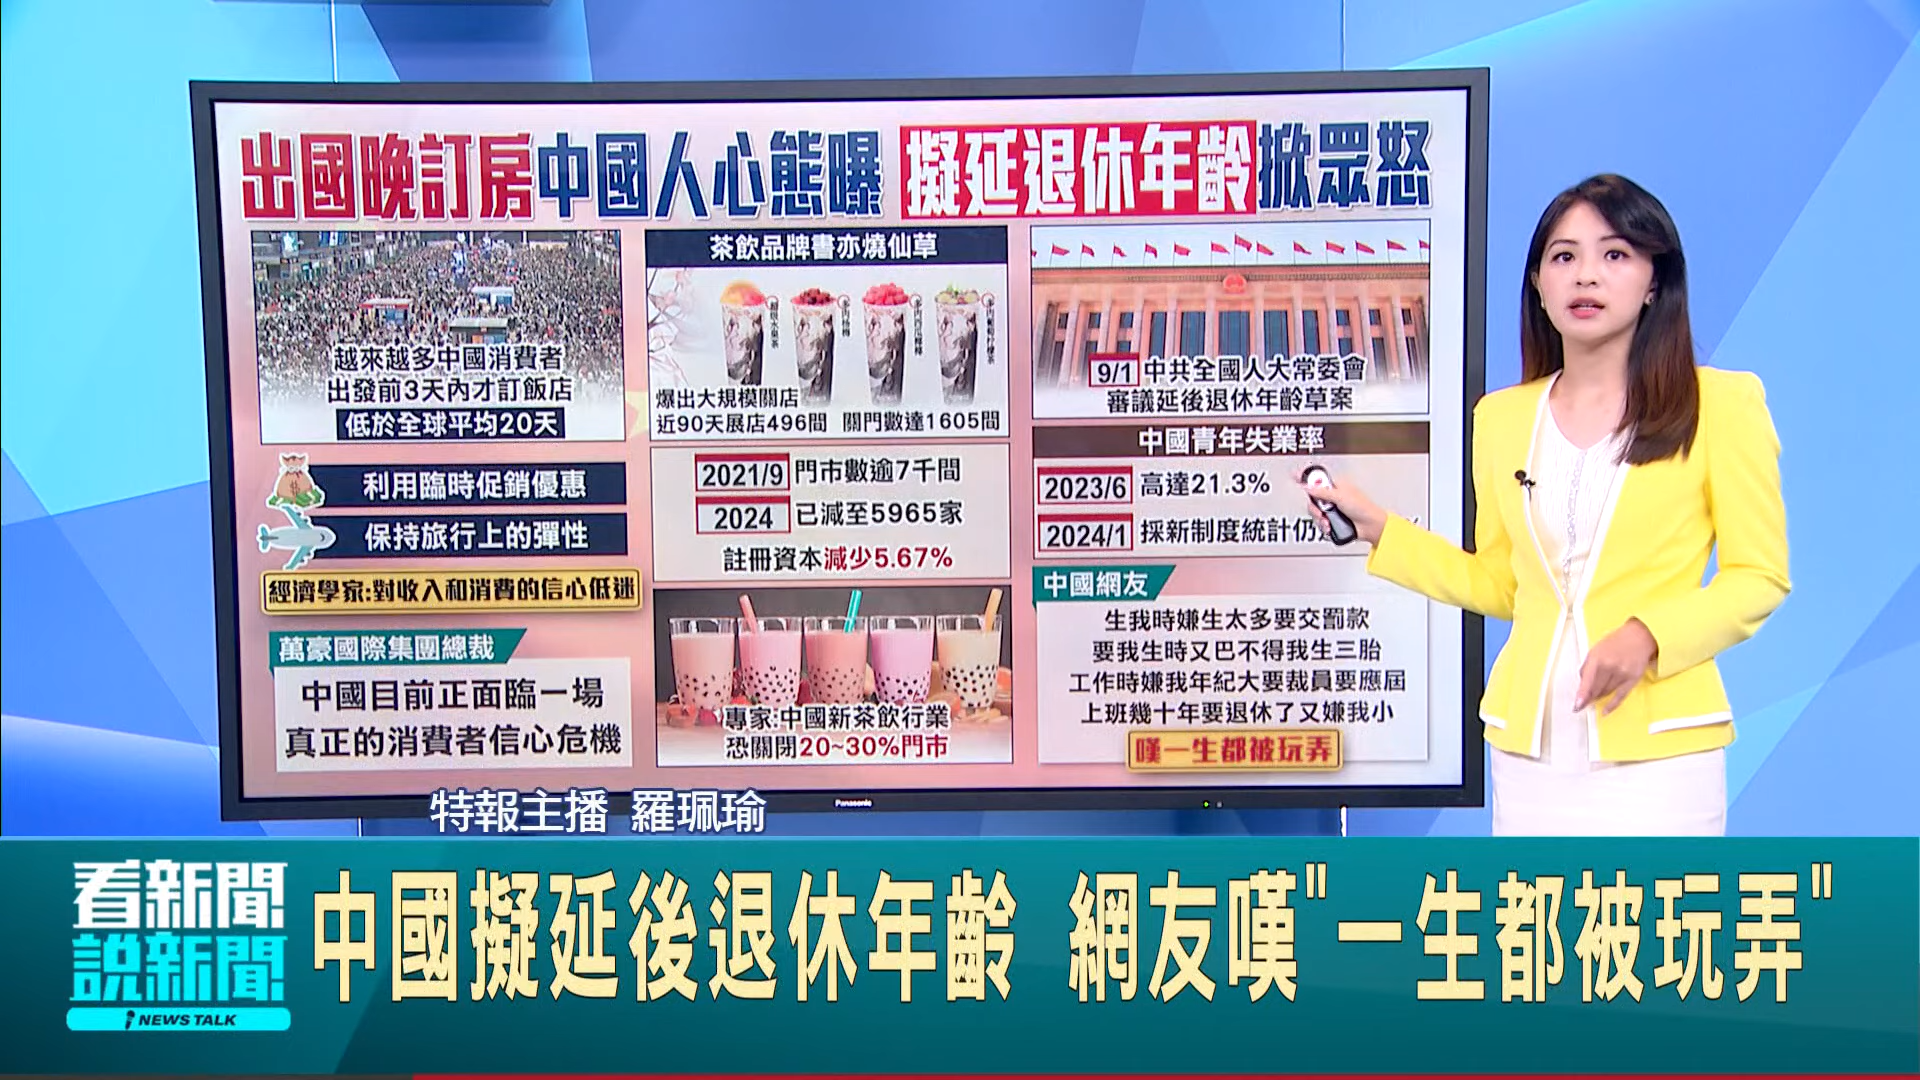 出國晚訂房中國人心態曝 擬延退休年齡掀眾怒
越來越多中國消費者
出發前3天內才訂飯店
低於全球平均20天
利用臨時促銷優惠
保持旅行上的彈性
經濟學家:對收入和消費的信心低迷
萬豪國際集團總裁
中國目前正面臨一場
真正的消費者信心危機
茶飲品牌書亦燒仙草
爆出大規模關店
近90天展店496間 關門數達1605間
2021/9 門市數逾7千間
2024 已減至5965家
註冊資本減少5.67%
專家:中國新茶飲行業
恐關閉20~30%門市
9/1 中共全國人大常委會
審議延後退休年齡草案
中國青年失業率
2023/6 高達21.3%
2024/1 採新制度統計仍
中國網友
生我時嫌生太多要交罰款
要我生時又巴不得我生三胎
工作時嫌我年紀大要裁員要應屆
上班幾十年要退休了又嫌我小
嘆一生都被玩弄
Panasonic
特報主播 羅珮瑜
看新聞
說新聞
NEWS TALK
中國擬延後退休年齡 網友嘆"一生都被玩弄"